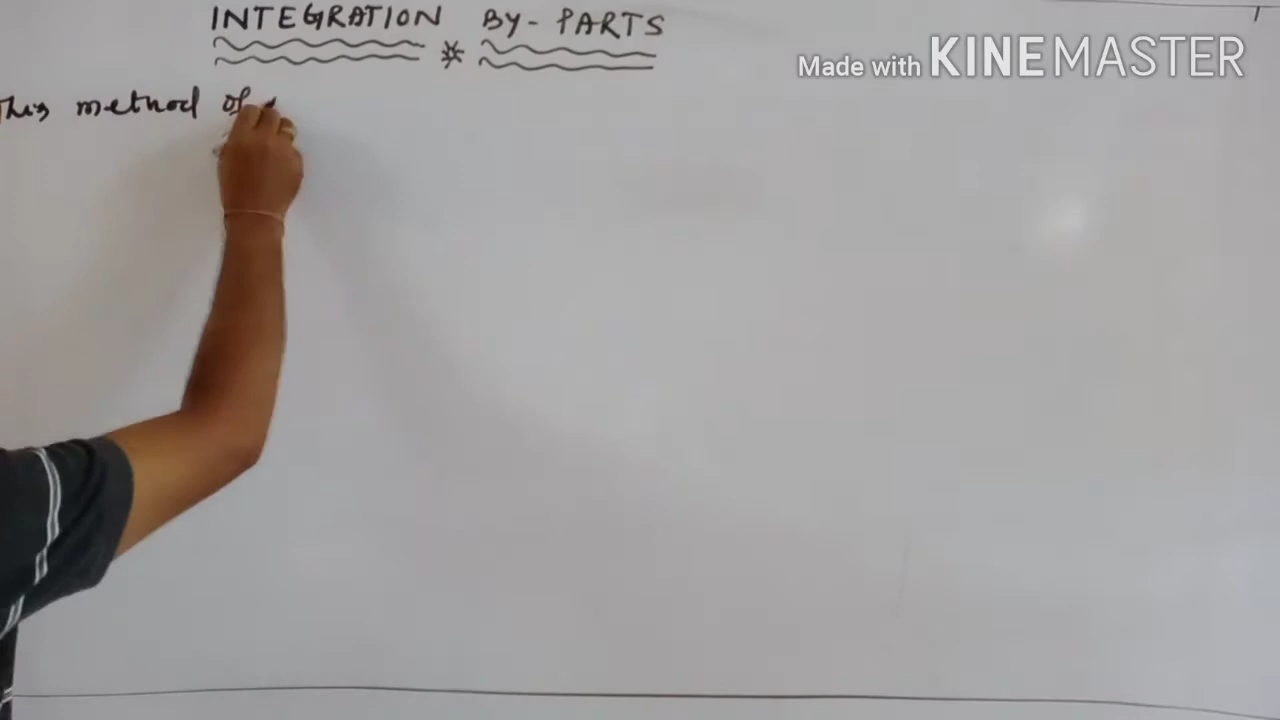 INTEGRATION BY- PARTS
Made with KINEMASTER
This method of